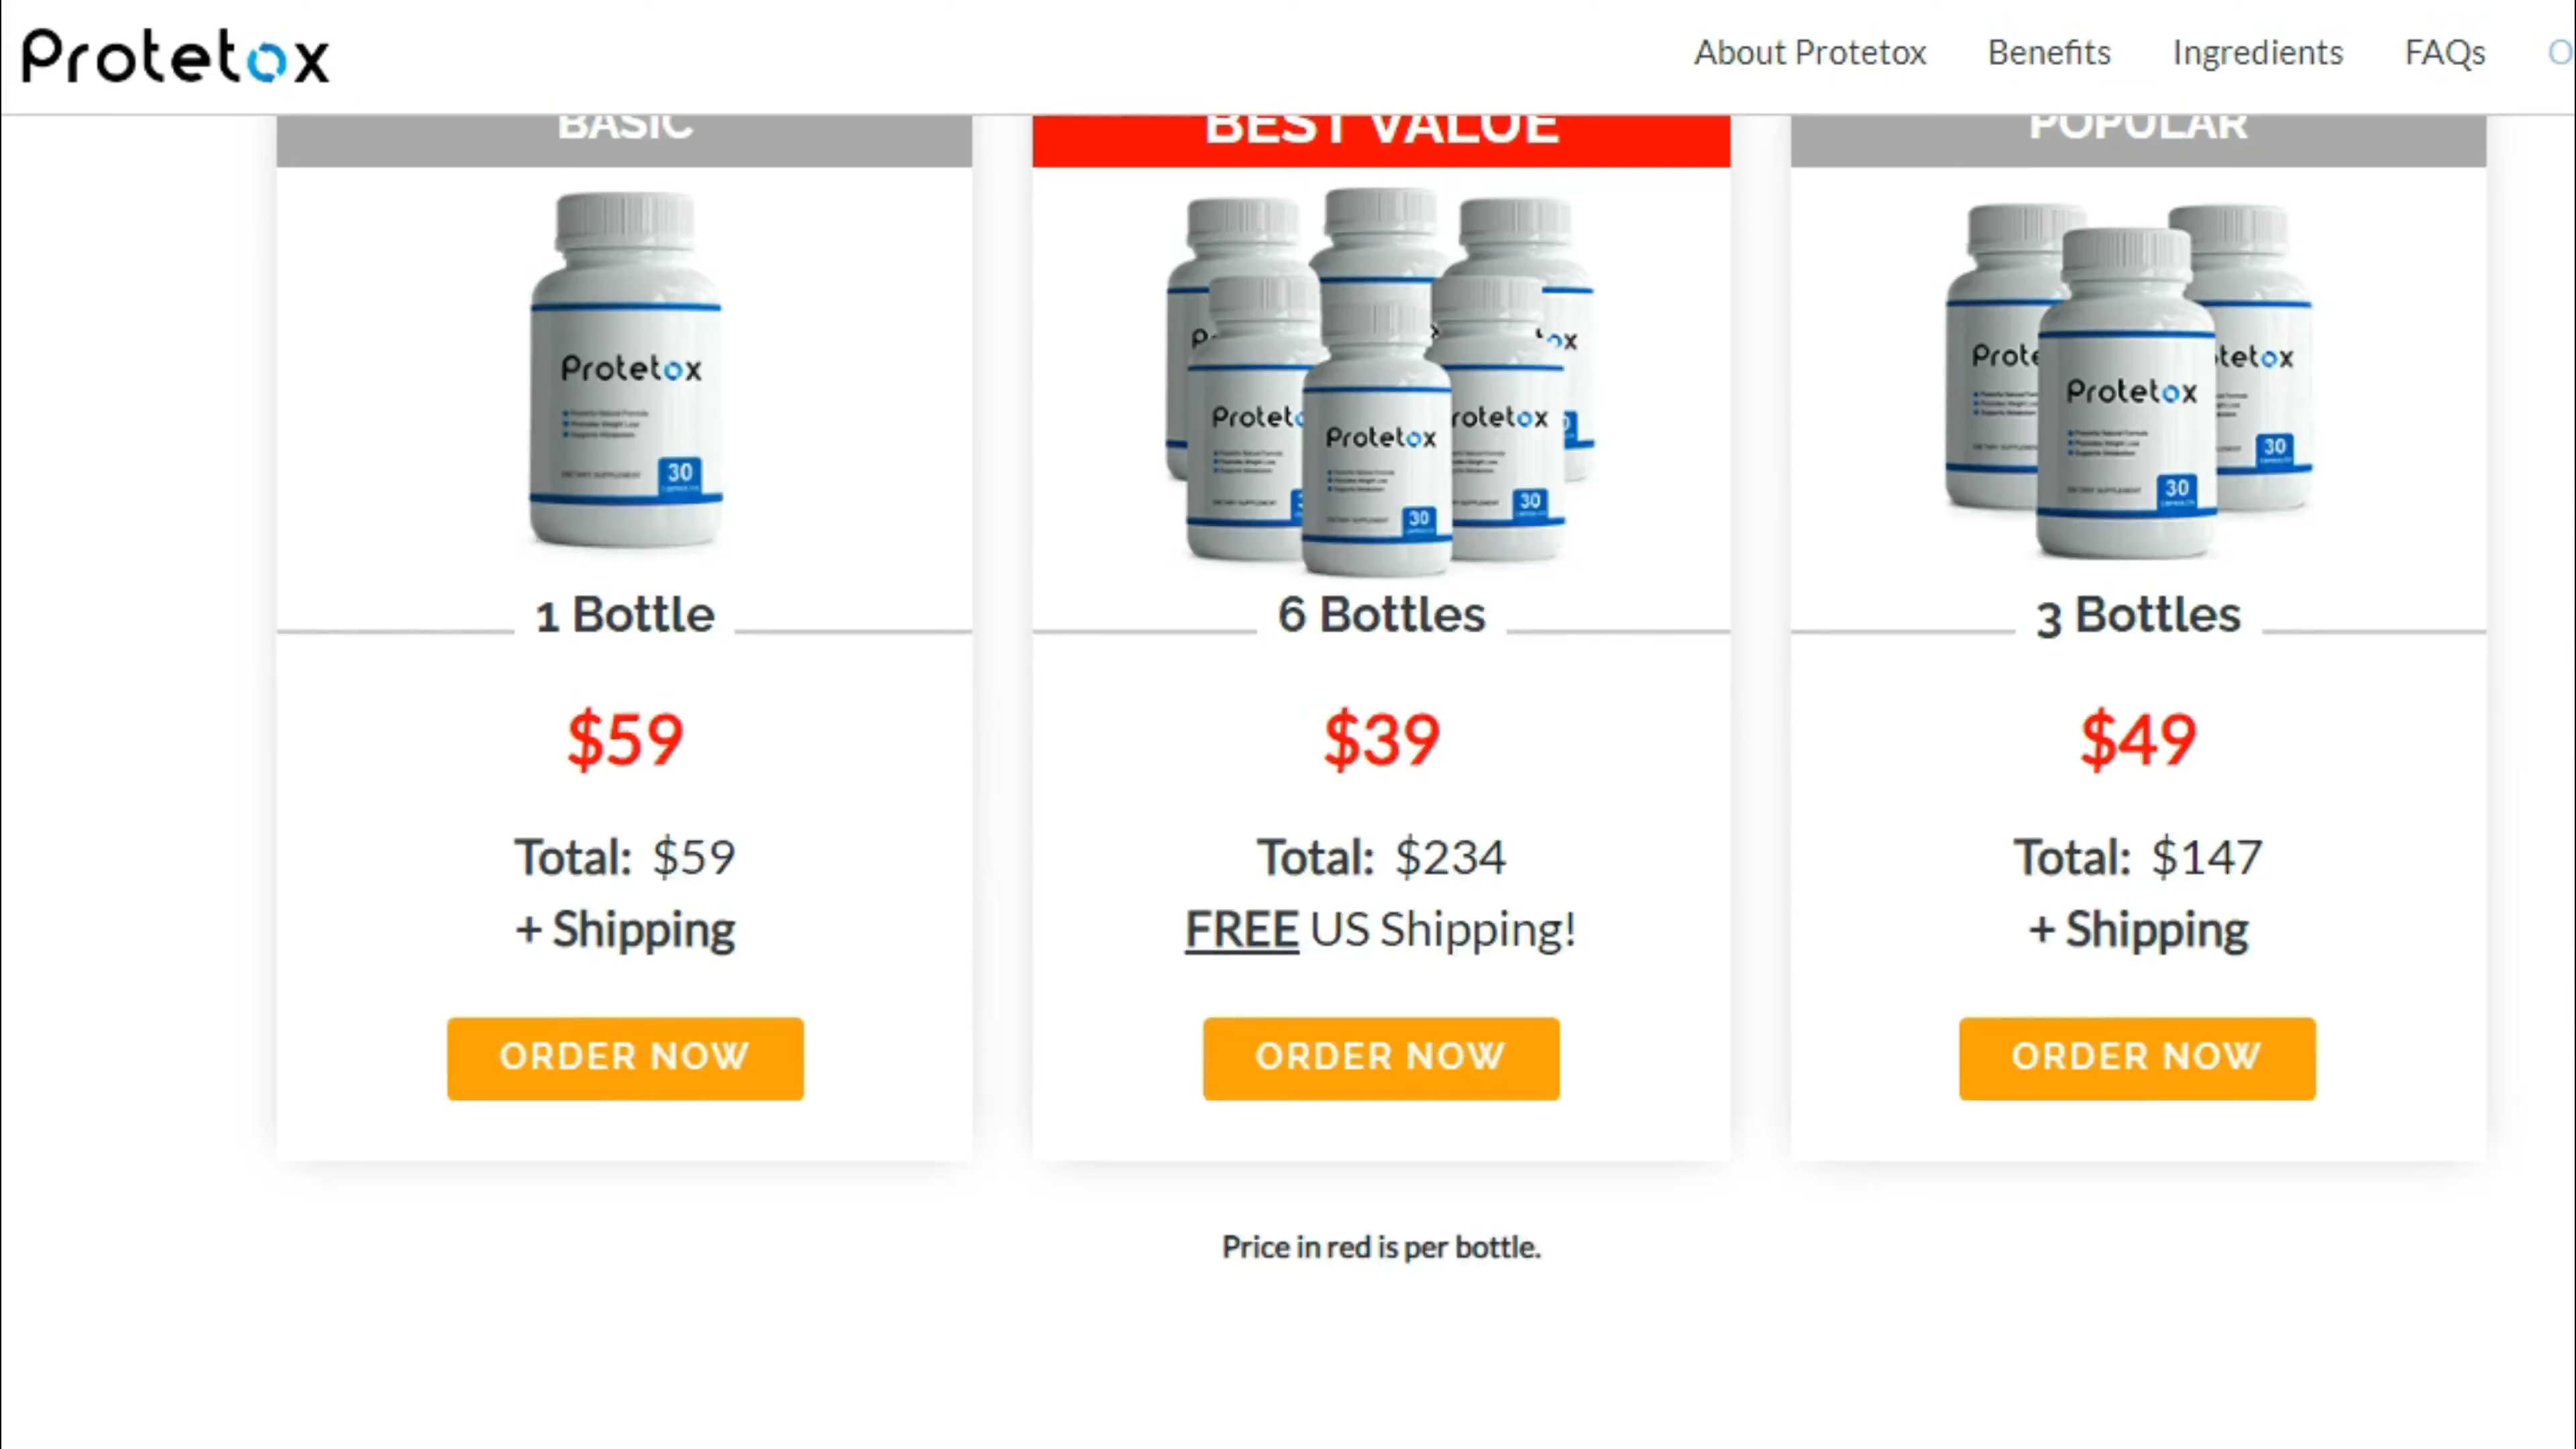 Protetox
About Protetox
Benefits
Ingredients
FAQs
BASIC
Protetox
30
1 Bottle
$59
Total: $59
+ Shipping
ORDER NOW
BEST VALUE
Protetox
30
30
6 Bottles
$39
Total: $234
FREE US Shipping!
ORDER NOW
POPULAR
Protetox
30
30
3 Bottles
$49
Total: $147
+ Shipping
ORDER NOW
Price in red is per bottle.